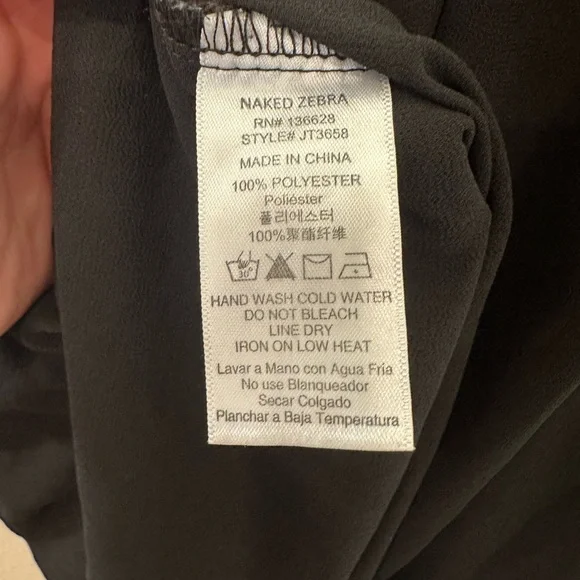 NAKED ZEBRA
RN# 136628
STYLE# JT3658
MADE IN CHINA
100% POLYESTER
Poliéster
폴리에스터
100%聚酯纤维
30°
HAND WASH COLD WATER
DO NOT BLEACH
LINE DRY
IRON ON LOW HEAT
Lavar a Mano con Agua Fria
No use Blanqueador
Secar Colgado
Planchar a Baja Temperatura